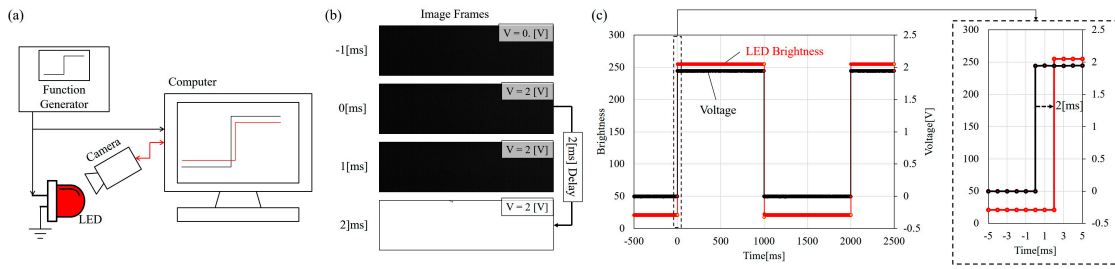 (a)
Function
Generator
Computer
Camera
LED
(b)
Image Frames
-1[ms]
V = 0. [V]
0[ms]
V = 2 [V]
1[ms]
V = 2 [V]
2]ms]
V = 2 [V]
2[ms] Delay
(c)
Brightness
300
250
200
150
100
50
0
LED Brightness
Voltage
2.5
2
1.5
1
0.5
0
-0.5
Voltage[V]
-500
0
500
1000
1500
2000
2500
Time[ms]
300
250
200
150
100
50
0
2[ms]
2.5
2
1.5
1
0.5
0
-0.5
-5
-3
-1
1
3
5
Time[ms]